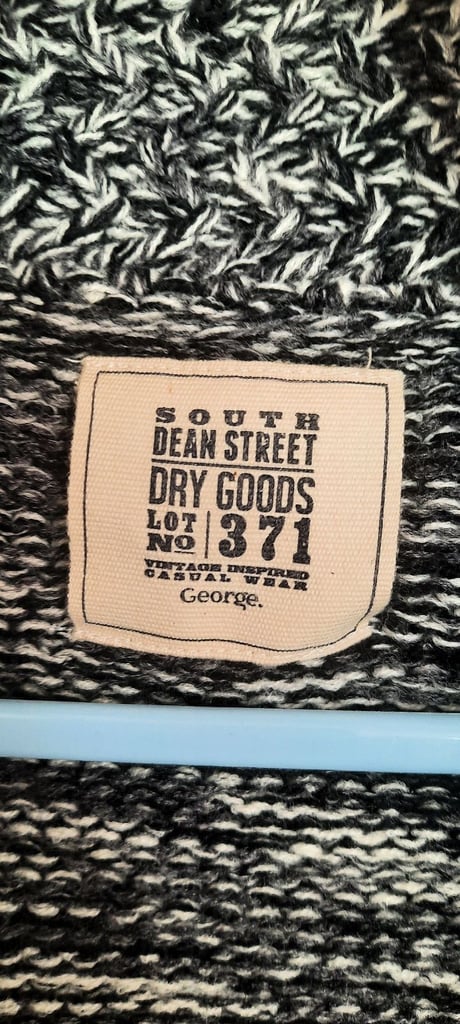 SOUTH
DEAN STREET
DRY GOODS
LOT
NO
371
VINTAGE INSPIRED
CASUAL WEAR
George.